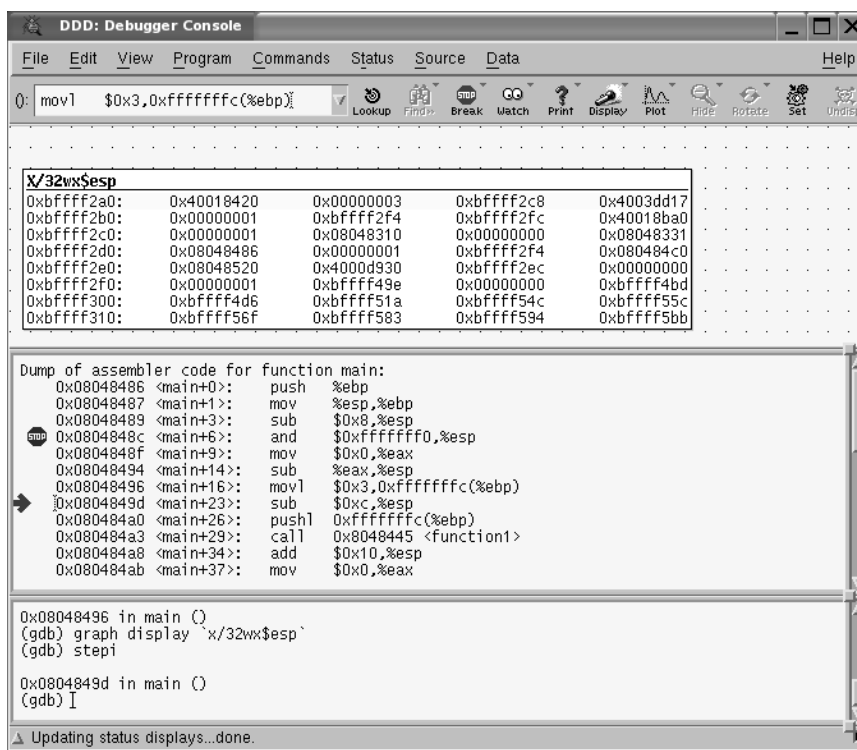 DDD: Debugger Console
File Edit View Program Commands Status Source Data Help
(): movl $0x3,0xfffffffc(%ebp) Lookup Find>> Break Watch Print Display Plot Hide Rotate Set Undisp
X/32wx$esp
0xbffff2a0: 0x40018420 0x00000003 0xbffff2c8 0x4003dd17
0xbffff2b0: 0x00000001 0xbffff2f4 0xbffff2fc 0x40018ba0
0xbffff2c0: 0x00000001 0x08048310 0x00000000 0x08048331
0xbffff2d0: 0x08048486 0x00000001 0xbffff2f4 0x080484c0
0xbffff2e0: 0x08048520 0x4000d930 0xbffff2ec 0x00000000
0xbffff2f0: 0x00000001 0xbffff49e 0x00000000 0xbffff4bd
0xbffff300: 0xbffff4d6 0xbffff51a 0xbffff54c 0xbffff55c
0xbffff310: 0xbffff56f 0xbffff583 0xbffff594 0xbffff5bb
Dump of assembler code for function main:
0x08048486 <main+0>: push %ebp
0x08048487 <main+1>: mov %esp,%ebp
0x08048489 <main+3>: sub $0x8,%esp
STOP 0x0804848c <main+6>: and $0xfffffff0,%esp
0x0804848f <main+9>: mov $0x0,%eax
0x08048494 <main+14>: sub %eax,%esp
0x08048496 <main+16>: movl $0x3,0xfffffffc(%ebp)
0x0804849d <main+23>: sub $0xc,%esp
0x080484a0 <main+26>: pushl 0xfffffffc(%ebp)
0x080484a3 <main+29>: call 0x8048445 <function1>
0x080484a8 <main+34>: add $0x10,%esp
0x080484ab <main+37>: mov $0x0,%eax
0x08048496 in main ()
(gdb) graph display `x/32wx$esp`
(gdb) stepi
0x0804849d in main ()
(gdb)
Updating status displays...done.